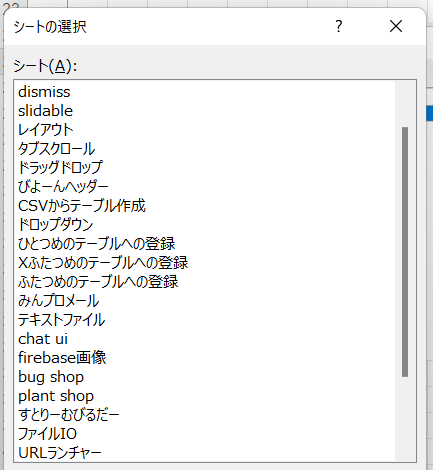 シートの選択
?
シート(A):
dismiss
slidable
レイアウト
タブスクロール
ドラッグドロップ
びよーんヘッダー
CSVからテーブル作成
ドロップダウン
ひとつめのテーブルへの登録
Xふたつめのテーブルへの登録
ふたつめのテーブルへの登録
みんプロメール
テキストファイル
chat ui
firebase画像
bug shop
plant shop
すとりーむびるだー
ファイルIO
URLランチャー